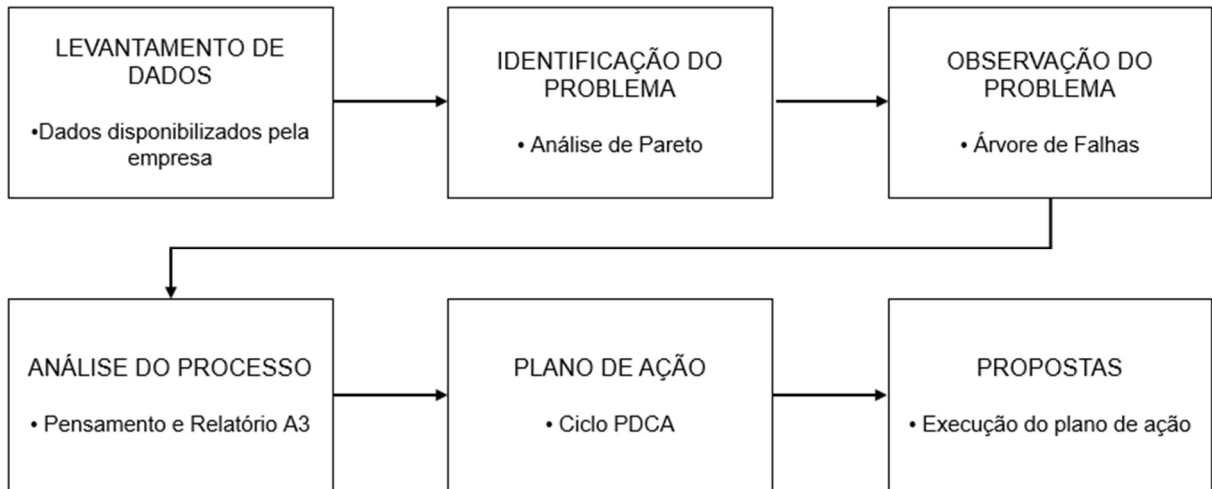 LEVANTAMENTO DE
DADOS
•Dados disponibilizados pela
empresa
IDENTIFICAÇÃO DO
PROBLEMA
• Análise de Pareto
OBSERVAÇÃO DO
PROBLEMA
• Árvore de Falhas
ANÁLISE DO PROCESSO
• Pensamento e Relatório A3
PLANO DE AÇÃO
• Ciclo PDCA
PROPOSTAS
• Execução do plano de ação